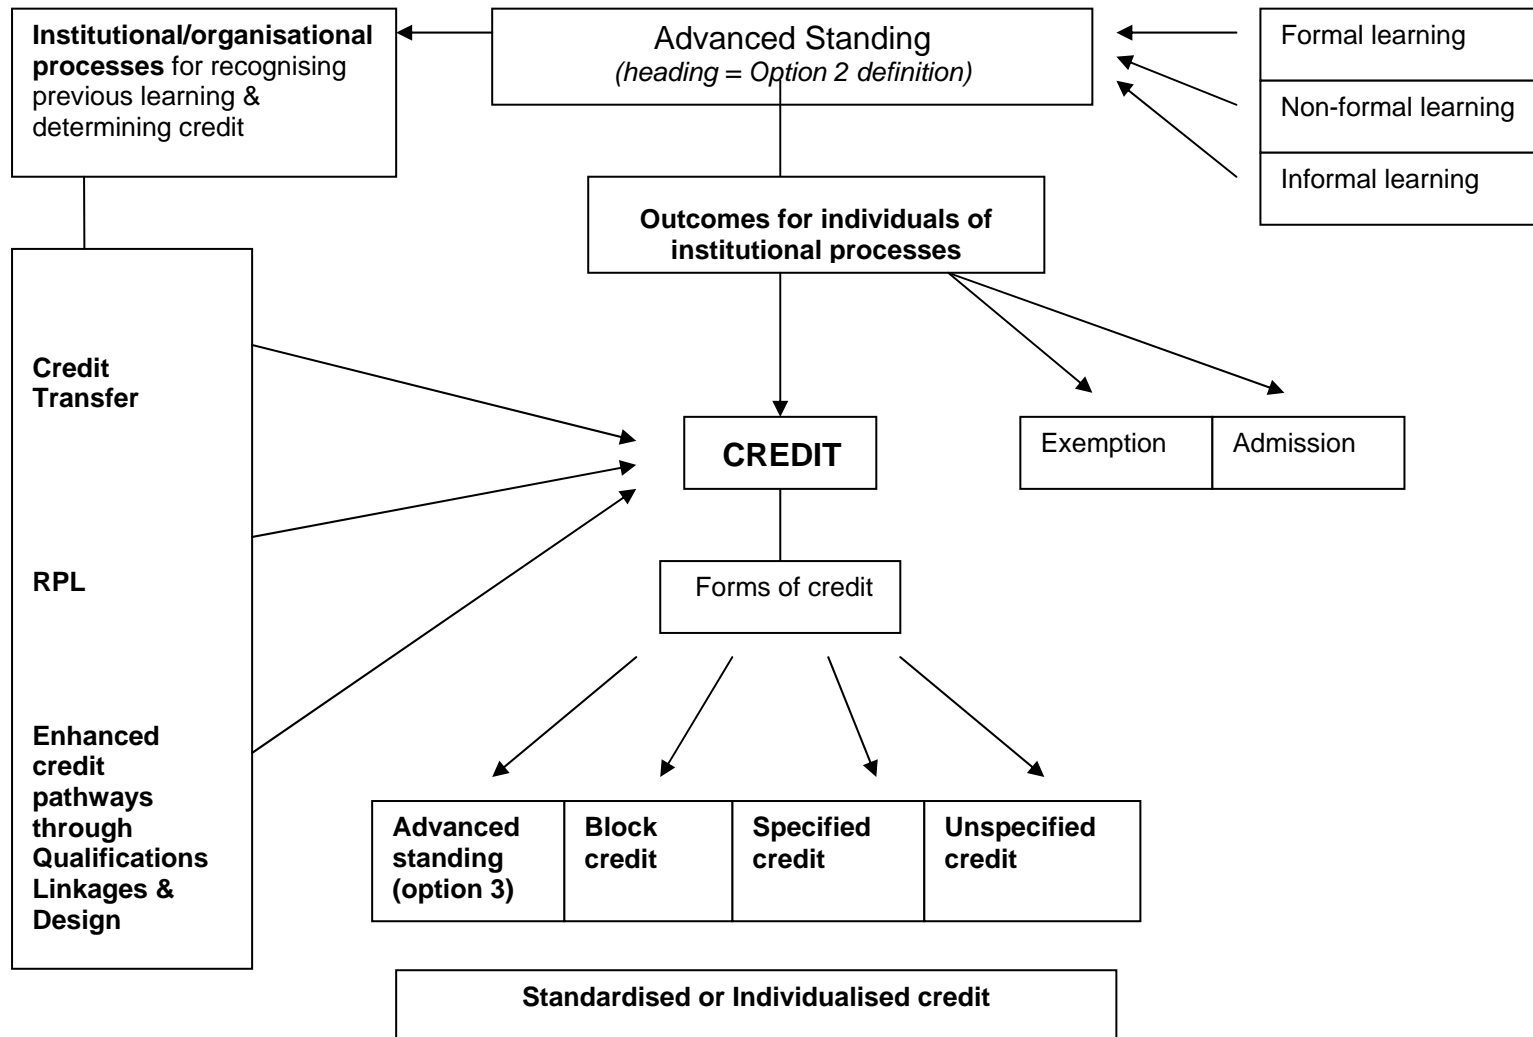 Institutional/organisational
processes for recognising
previous learning &
determining credit
Advanced Standing
(heading = Option 2 definition)
Formal learning
Non-formal learning
Informal learning
Outcomes for individuals of
institutional processes
Credit
Transfer
RPL
Enhanced
credit
pathways
through
Qualifications
Linkages &
Design
CREDIT
Exemption
Admission
Forms of credit
Advanced
standing
(option 3)
Block
credit
Specified
credit
Unspecified
credit
Standardised or Individualised credit